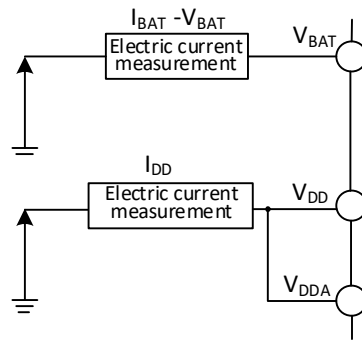 I_BAT -V_BAT
Electric current
measurement
V_BAT
I_DD
Electric current
measurement
V_DD
V_DDA